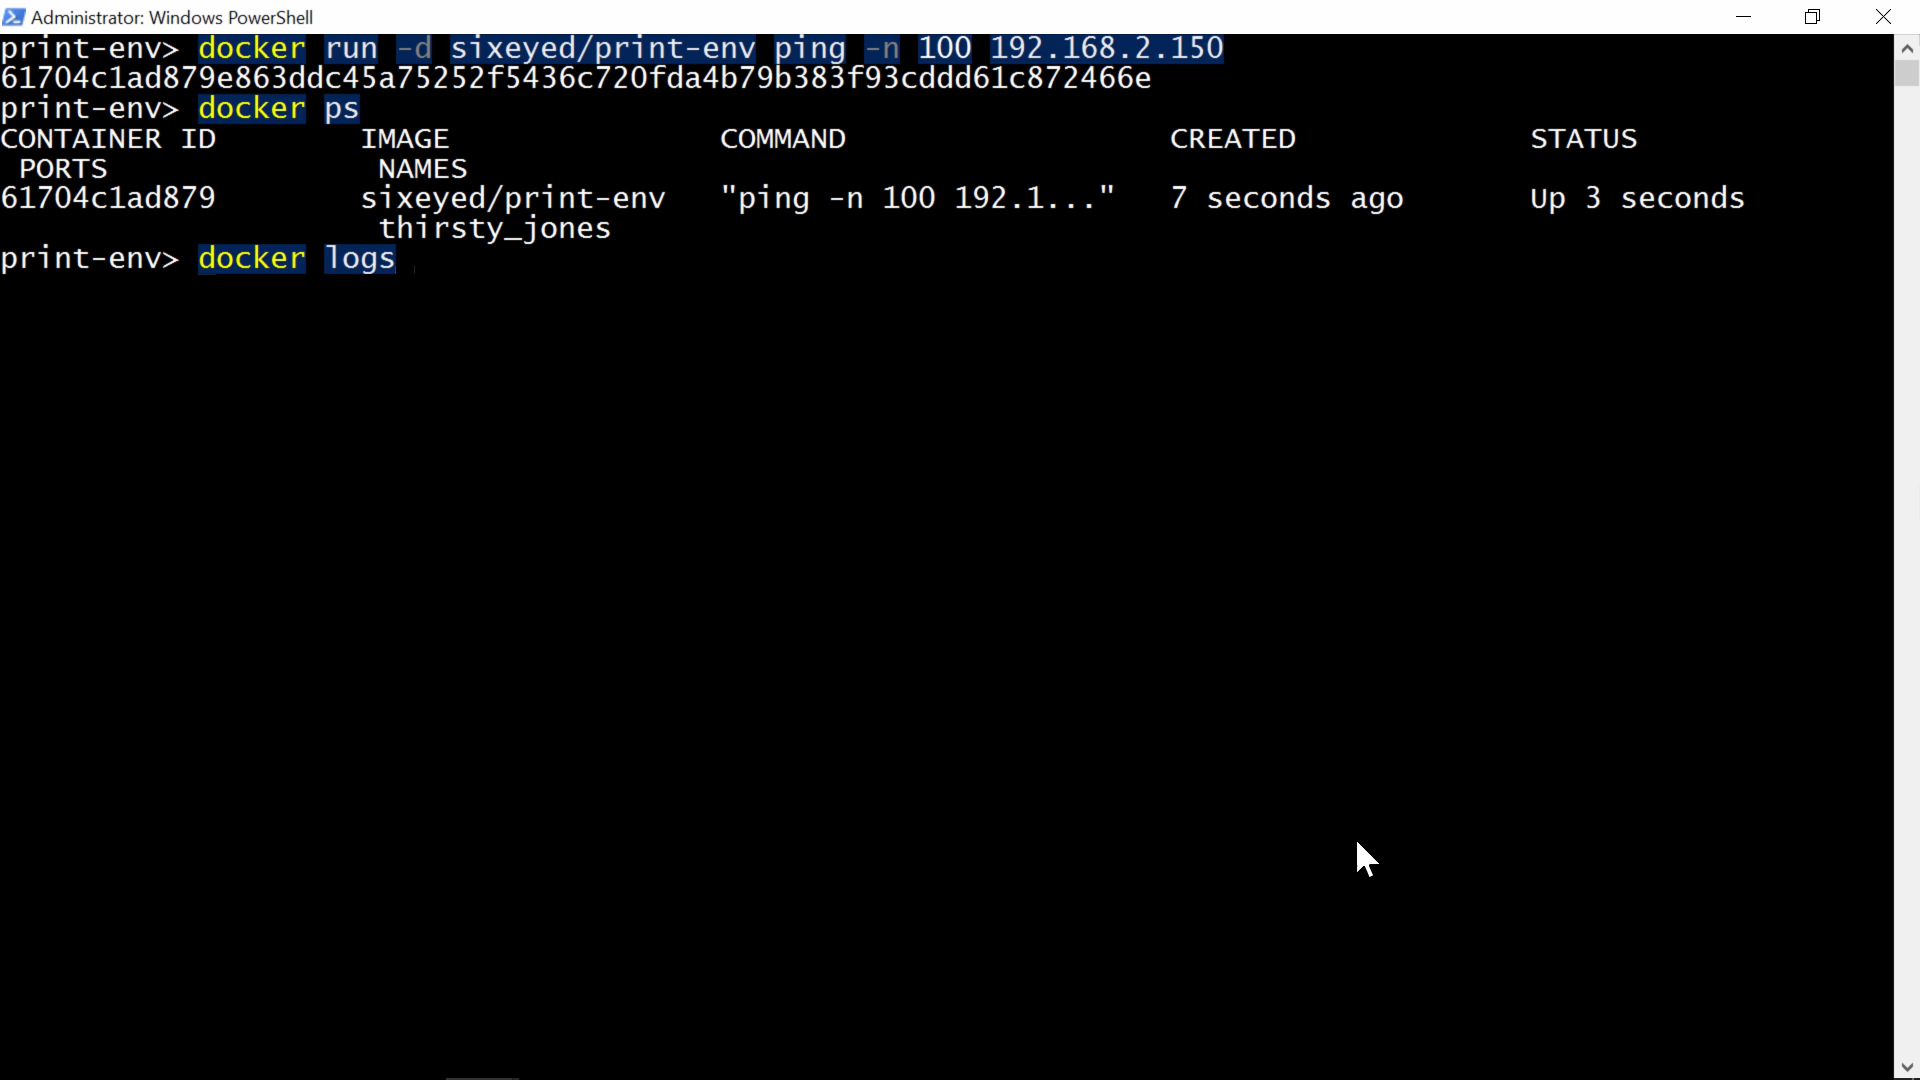 Administrator: Windows PowerShell
print-env> docker run -d sixeyed/print-env ping -n 100 192.168.2.150
61704c1ad879e863ddc45a75252f5436c720fda4b79b383f93cddd61c872466e
print-env> docker ps
CONTAINER ID IMAGE COMMAND CREATED STATUS
PORTS NAMES
61704c1ad879 sixeyed/print-env "ping -n 100 192.1..." 7 seconds ago Up 3 seconds
thirsty_jones
print-env> docker logs